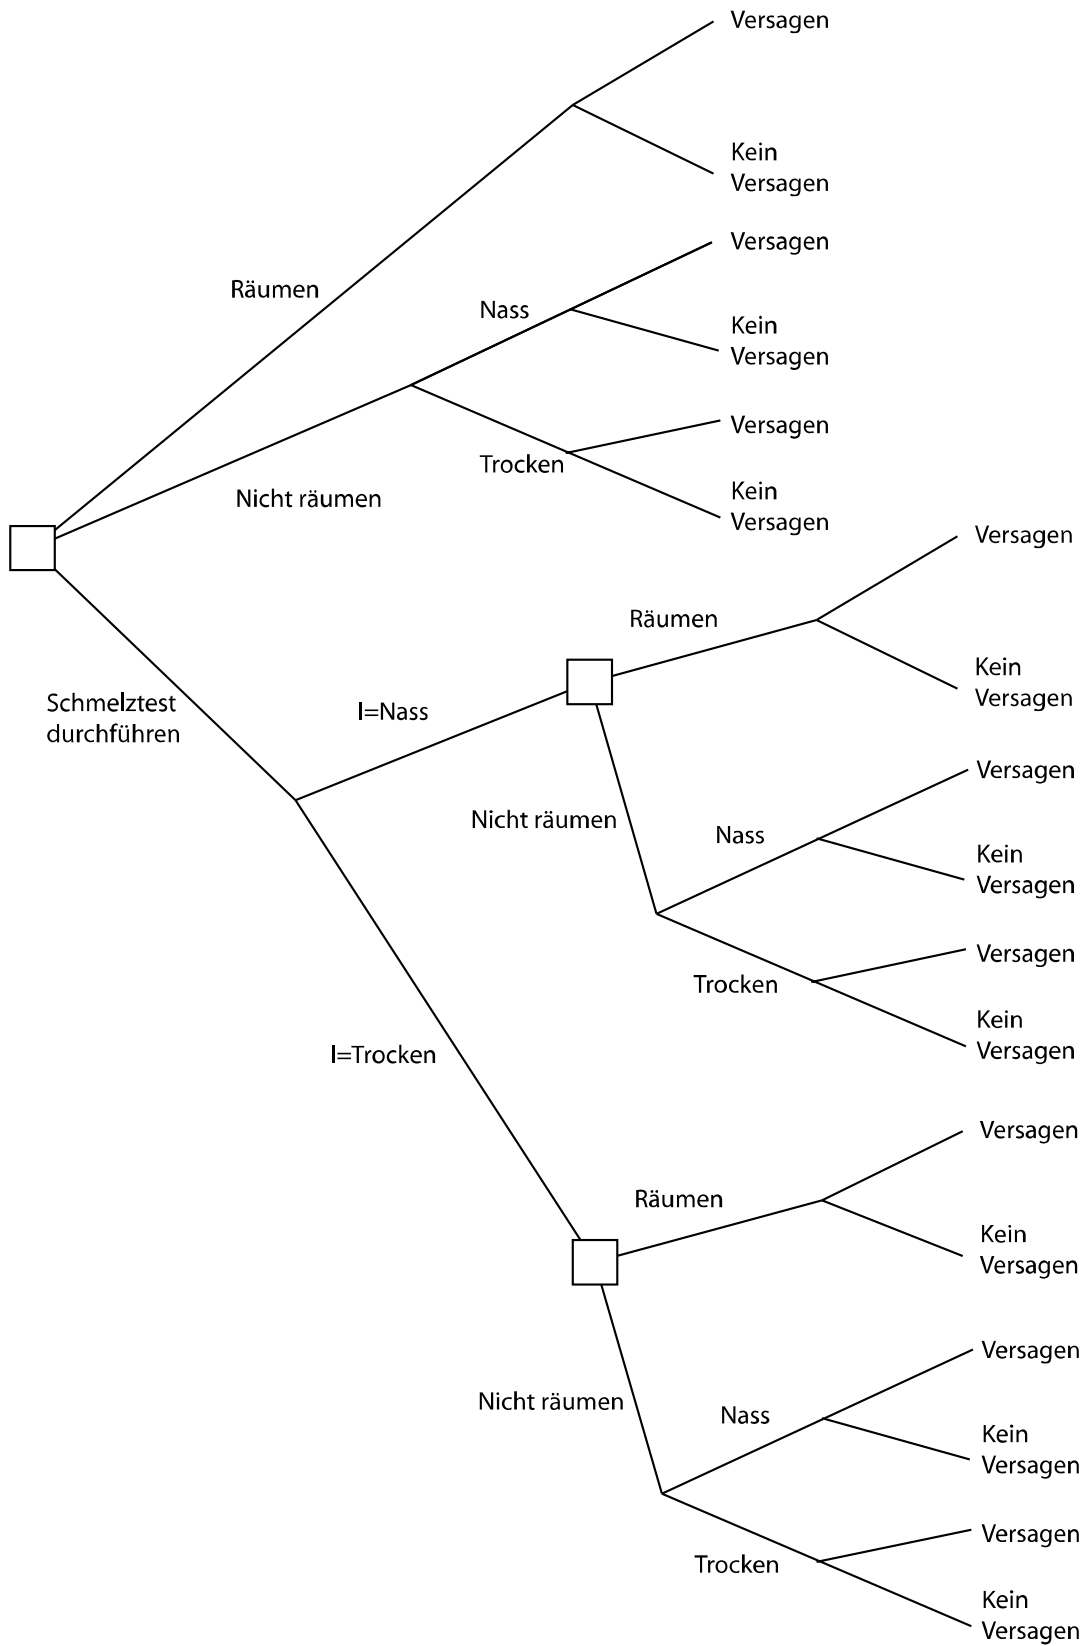 Versagen
Kein
Versagen
Räumen
Versagen
Nass
Kein
Versagen
Versagen
Trocken
Kein
Versagen
Nicht räumen
Versagen
Räumen
Kein
Versagen
Schmelztest
durchführen
I=Nass
Versagen
Nicht räumen
Nass
Kein
Versagen
Versagen
Trocken
Kein
Versagen
I=Trocken
Versagen
Räumen
Kein
Versagen
Versagen
Nicht räumen
Nass
Kein
Versagen
Versagen
Trocken
Kein
Versagen